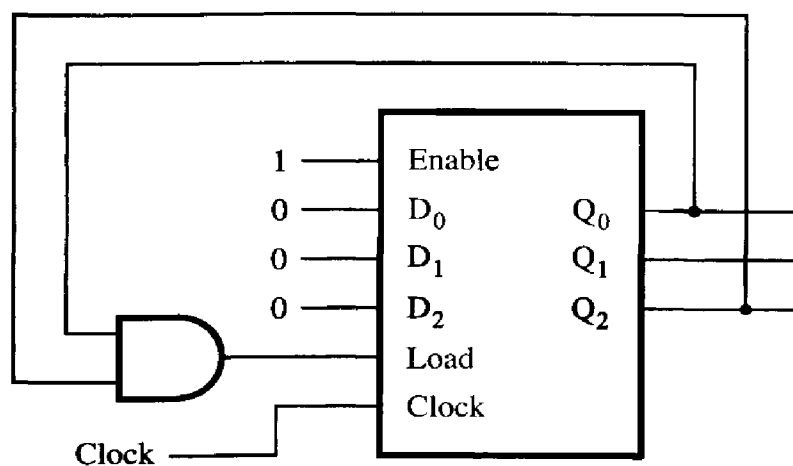 1 Enable
0 D₀ Q₀
0 D₁ Q₁
0 D₂ Q₂
Load
Clock
Clock